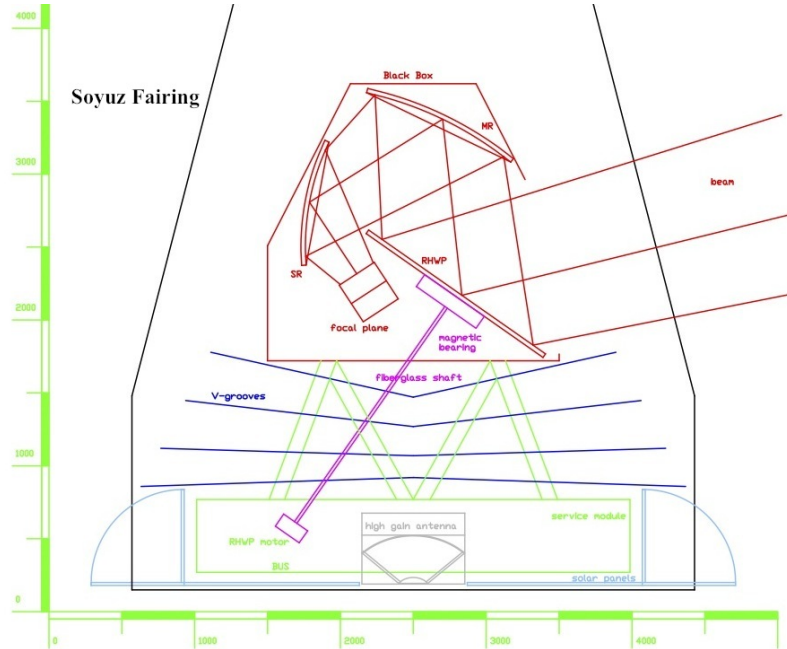 4000
Soyuz Fairing
Black Box
MR
3000
beam
RHWP
SR
2000
focal plane
magnetic
bearing
fiberglass shaft
V-grooves
1000
high gain antenna
service module
RHWP motor
BUS
solar panels
0
0
1000
2000
3000
4000